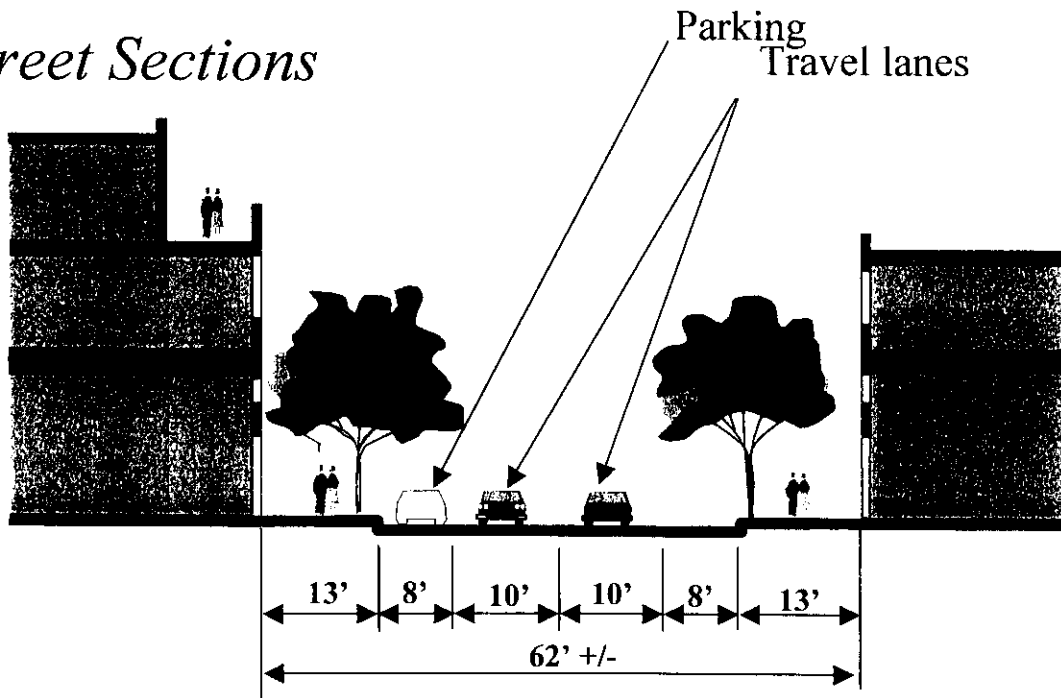 reet Sections
Parking
Travel lanes
13’ 8’ 10’ 10’ 8’ 13’
62’ +/-